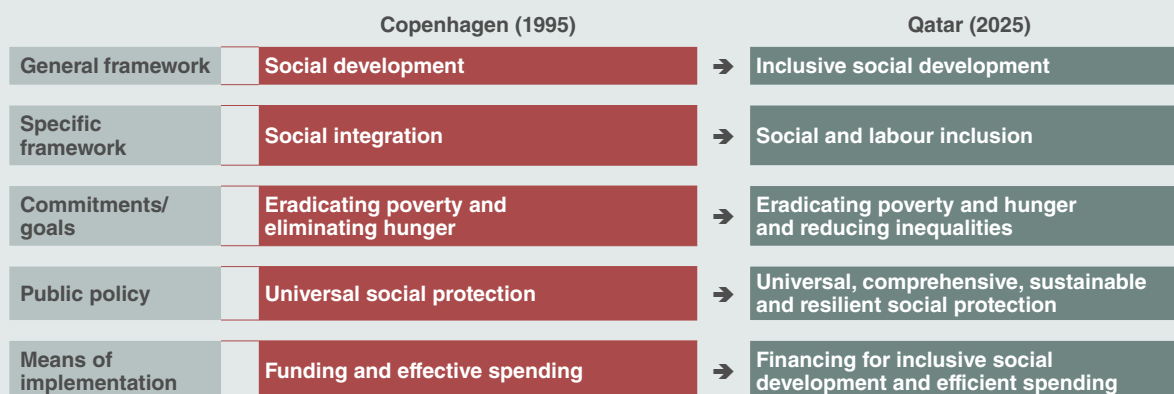 Copenhagen (1995)
Qatar (2025)
General framework
Social development
➔
Inclusive social development
Specific
framework
Social integration
➔
Social and labour inclusion
Commitments/
goals
Eradicating poverty and
eliminating hunger
➔
Eradicating poverty and hunger
and reducing inequalities
Public policy
Universal social protection
➔
Universal, comprehensive, sustainable
and resilient social protection
Means of
implementation
Funding and effective spending
➔
Financing for inclusive social
development and efficient spending